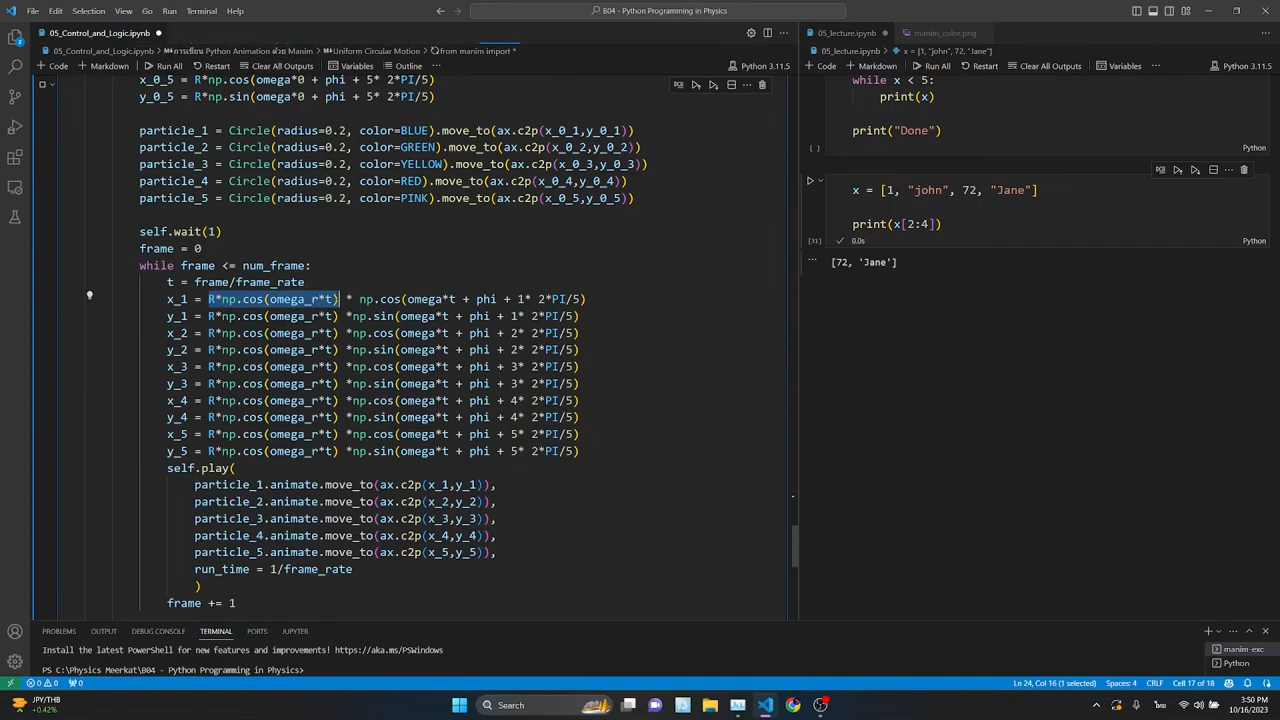 File Edit Selection View Go Run Terminal Help
B04 - Python Programming in Physics
05_Control_and_Logic.ipynb
05_Control_and_Logic.ipynb > การเขียน Python Animation ด้วย Manim > Uniform Circular Motion > from manim import *
+ Code + Markdown Run All Restart Clear All Outputs Variables Outline ... Python 3.11.5
x_0_5 = R*np.cos(omega*0 + phi + 5* 2*PI/5)
y_0_5 = R*np.sin(omega*0 + phi + 5* 2*PI/5)
particle_1 = Circle(radius=0.2, color=BLUE).move_to(ax.c2p(x_0_1,y_0_1))
particle_2 = Circle(radius=0.2, color=GREEN).move_to(ax.c2p(x_0_2,y_0_2))
particle_3 = Circle(radius=0.2, color=YELLOW).move_to(ax.c2p(x_0_3,y_0_3))
particle_4 = Circle(radius=0.2, color=RED).move_to(ax.c2p(x_0_4,y_0_4))
particle_5 = Circle(radius=0.2, color=PINK).move_to(ax.c2p(x_0_5,y_0_5))
self.wait(1)
frame = 0
while frame <= num_frame:
t = frame/frame_rate
x_1 = R*np.cos(omega_r*t) * np.cos(omega*t + phi + 1* 2*PI/5)
y_1 = R*np.cos(omega_r*t) *np.sin(omega*t + phi + 1* 2*PI/5)
x_2 = R*np.cos(omega_r*t) *np.cos(omega*t + phi + 2* 2*PI/5)
y_2 = R*np.cos(omega_r*t) *np.sin(omega*t + phi + 2* 2*PI/5)
x_3 = R*np.cos(omega_r*t) *np.cos(omega*t + phi + 3* 2*PI/5)
y_3 = R*np.cos(omega_r*t) *np.sin(omega*t + phi + 3* 2*PI/5)
x_4 = R*np.cos(omega_r*t) *np.cos(omega*t + phi + 4* 2*PI/5)
y_4 = R*np.cos(omega_r*t) *np.sin(omega*t + phi + 4* 2*PI/5)
x_5 = R*np.cos(omega_r*t) *np.cos(omega*t + phi + 5* 2*PI/5)
y_5 = R*np.cos(omega_r*t) *np.sin(omega*t + phi + 5* 2*PI/5)
self.play(
particle_1.animate.move_to(ax.c2p(x_1,y_1)),
particle_2.animate.move_to(ax.c2p(x_2,y_2)),
particle_3.animate.move_to(ax.c2p(x_3,y_3)),
particle_4.animate.move_to(ax.c2p(x_4,y_4)),
particle_5.animate.move_to(ax.c2p(x_5,y_5)),
run_time = 1/frame_rate
)
frame += 1
05_lecture.ipynb manim_color.png
05_lecture.ipynb > x = [1, "john", 72, "Jane"]
+ Code + Markdown Run All Restart Clear All Outputs Variables ... Python 3.11.5
while x < 5:
print(x)
print("Done")
[ ] Python
x = [1, "john", 72, "Jane"]
print(x[2:4])
[31] 0.0s Python
... [72, 'Jane']
PROBLEMS OUTPUT DEBUG CONSOLE TERMINAL PORTS JUPYTER
Install the latest PowerShell for new features and improvements! https://aka.ms/PSWindows
PS C:\Physics Meerkat\B04 - Python Programming in Physics>
manim-exc
Python
0 0 0 Ln 24, Col 16 (1 selected) Spaces: 4 CRLF Cell 17 of 18
JPY/THB
+0.42%
Search
ไทย
3:50 PM
10/16/2023